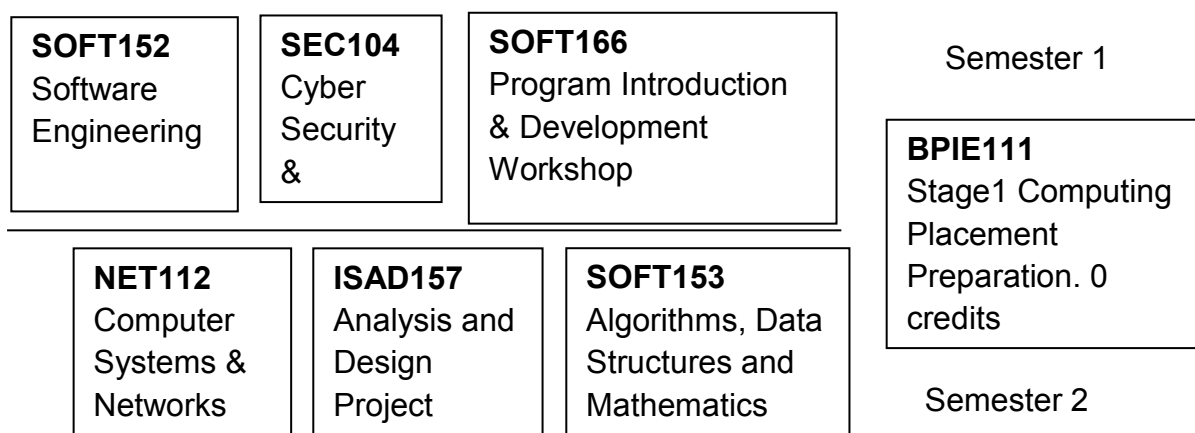 SOFT152
Software
Engineering
SEC104
Cyber
Security
&
SOFT166
Program Introduction
& Development
Workshop
Semester 1
BPIE111
Stage1 Computing
Placement
Preparation. 0
credits
NET112
Computer
Systems &
Networks
ISAD157
Analysis and
Design
Project
SOFT153
Algorithms, Data
Structures and
Mathematics
Semester 2